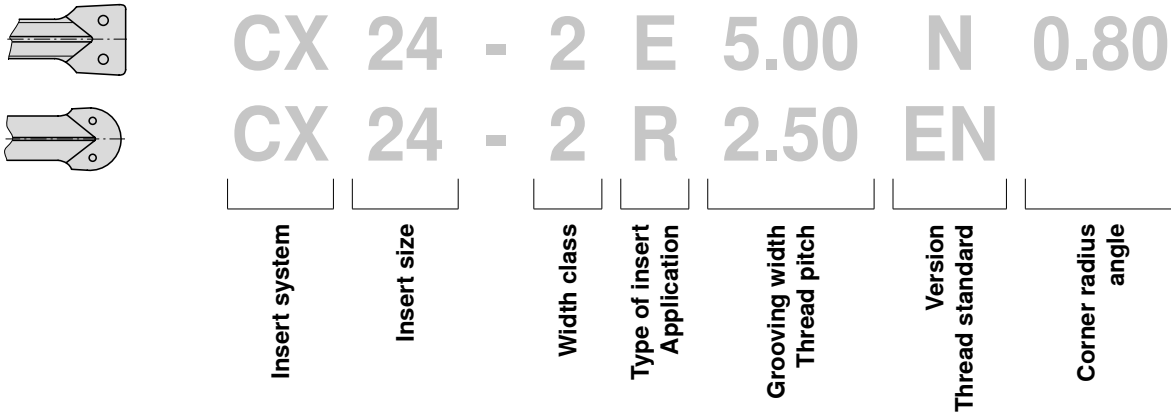 CX 24 - 2 E 5.00 N 0.80
CX 24 - 2 R 2.50 EN
Insert system
Insert size
Width class
Type of insert
Application
Grooving width
Thread pitch
Version
Thread standard
Corner radius
angle